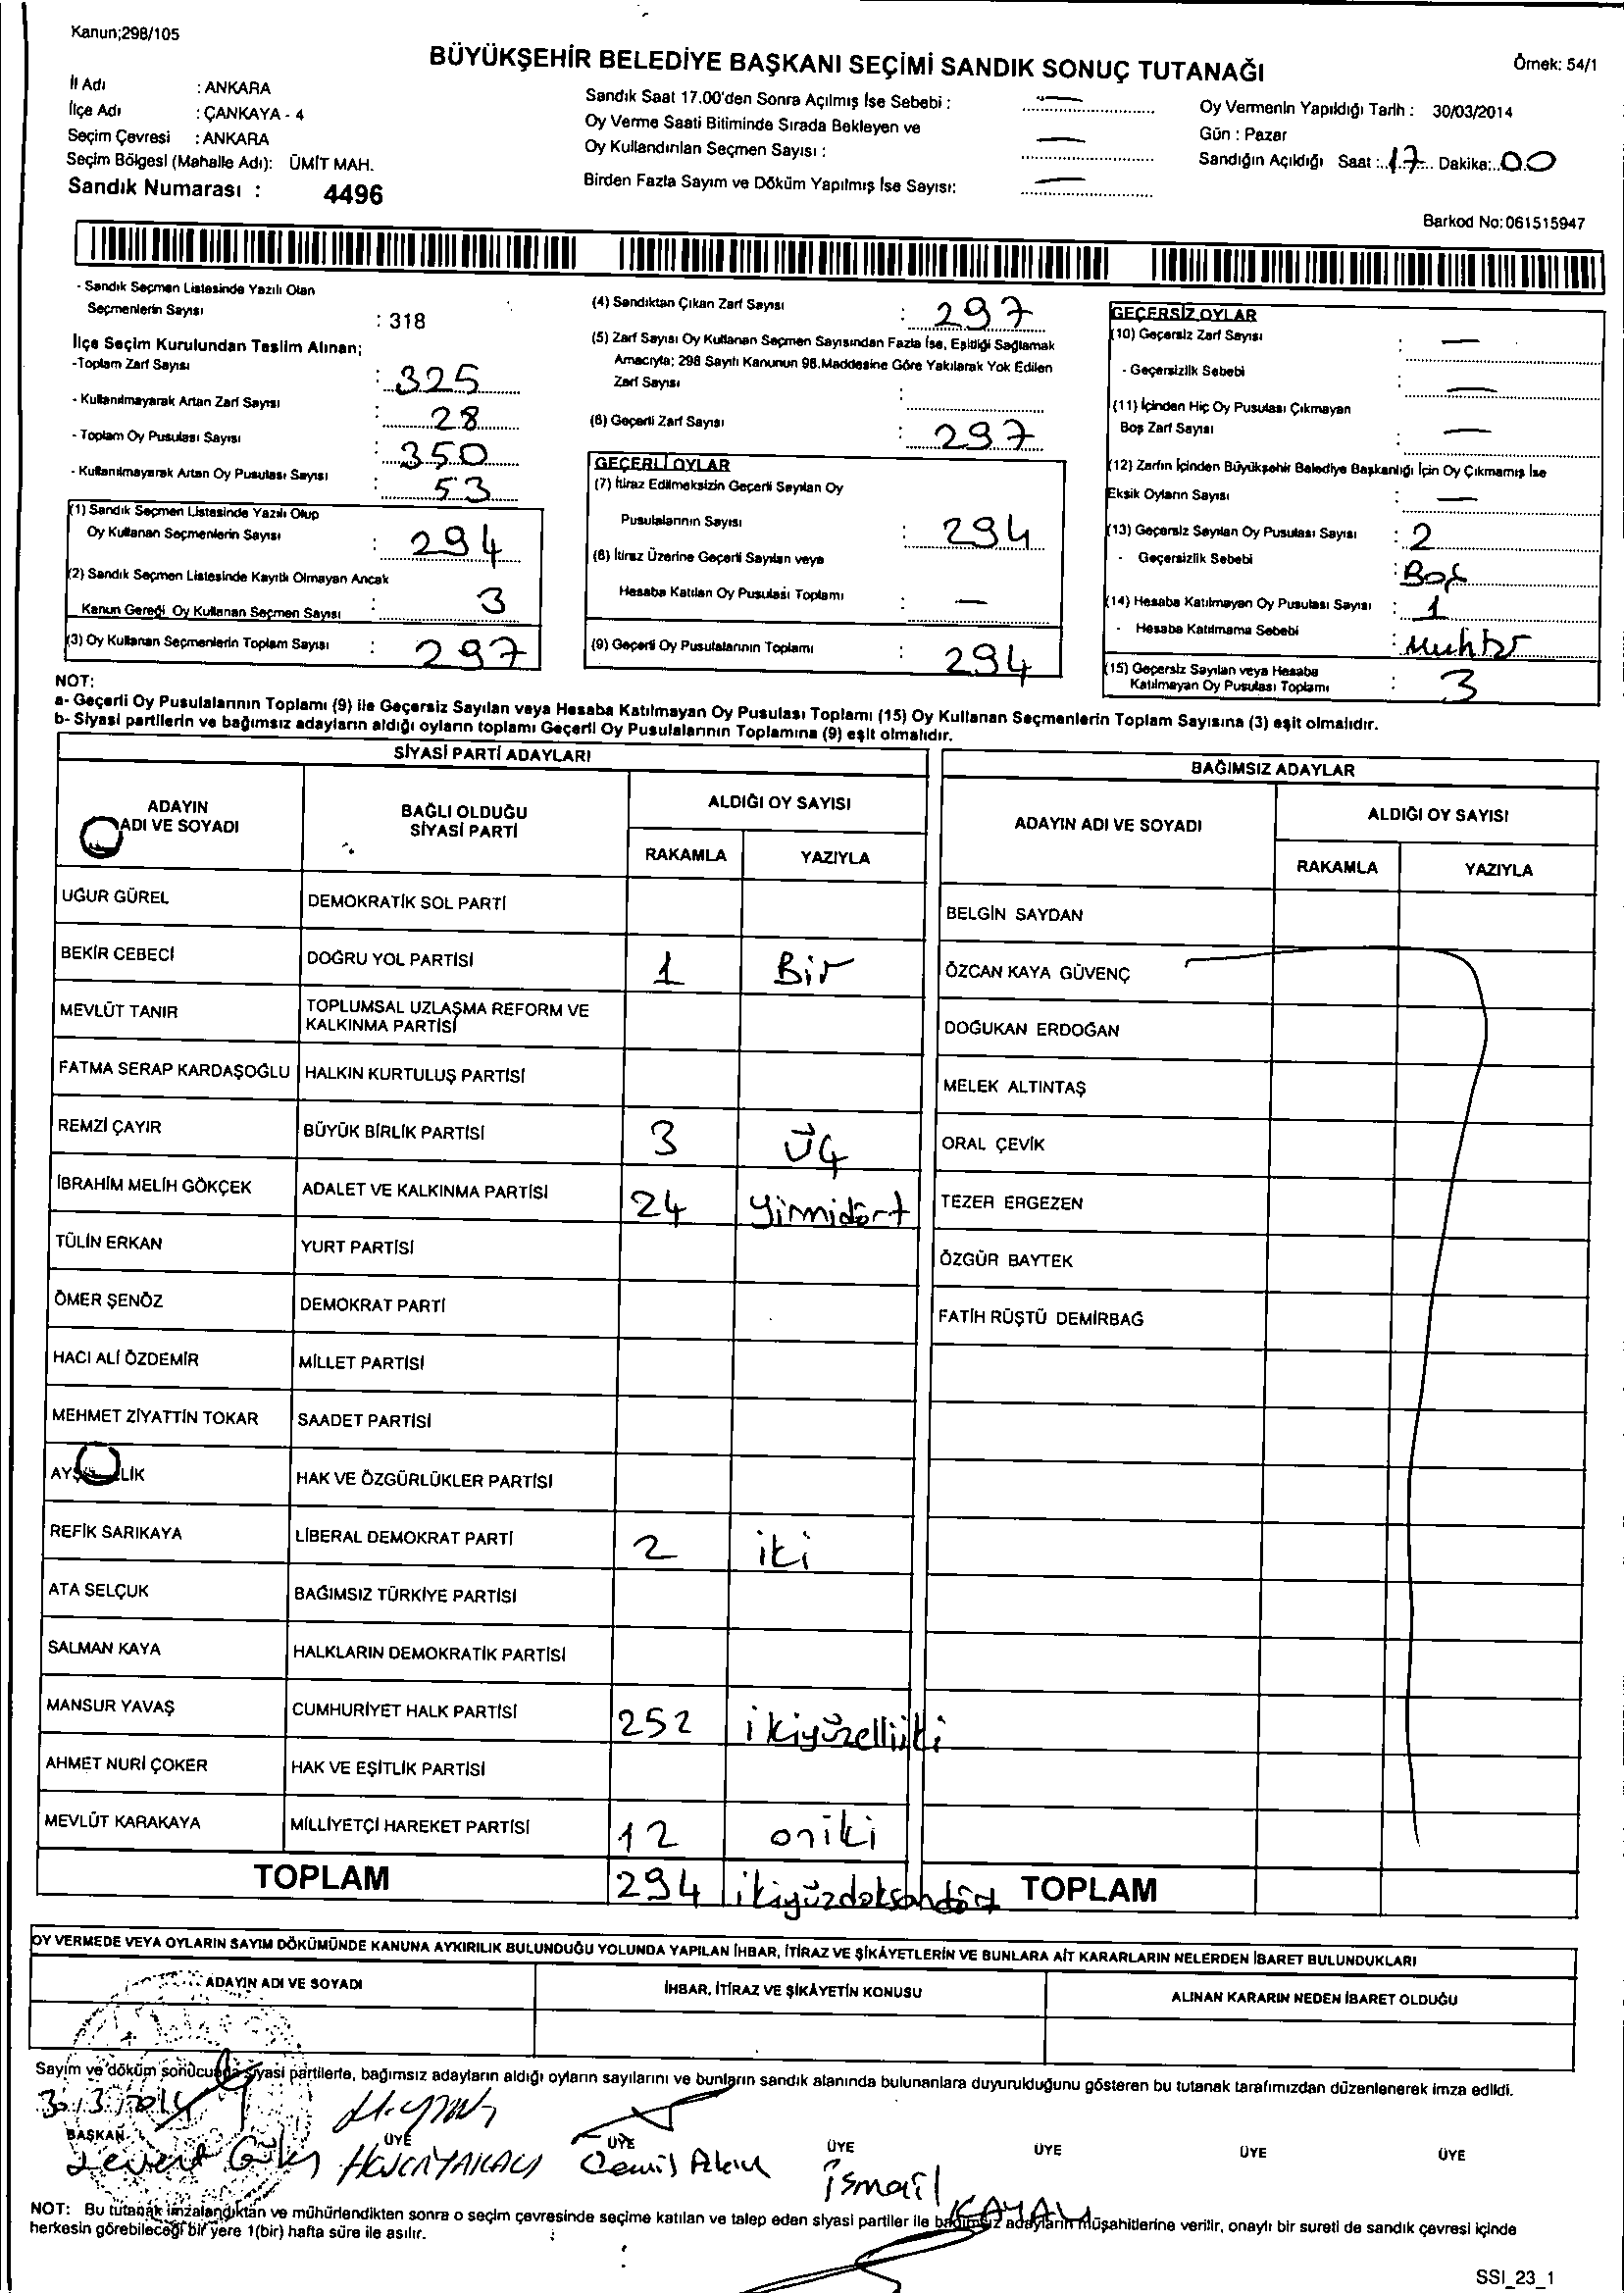 Kanun;298/105
BÜYÜKŞEHİR BELEDİYE BAŞKANI SEÇİMİ SANDIK SONUÇ TUTANAĞI
Örnek: 54/1
İl Adı : ANKARA
İlçe Adı : ÇANKAYA - 4
Seçim Çevresi : ANKARA
Seçim Bölgesi (Mahalle Adı): ÜMİT MAH.
Sandık Numarası : 4496
Sandık Saat 17.00'den Sonra Açılmış İse Sebebi : —
Oy Verme Saati Bitiminde Sırada Bekleyen ve
Oy Kullandırılan Seçmen Sayısı : —
Birden Fazla Sayım ve Döküm Yapılmış İse Sayısı: —
Oy Vermenin Yapıldığı Tarih : 30/03/2014
Gün : Pazar
Sandığın Açıldığı Saat : 17 Dakika: 00
Barkod No: 061515947
- Sandık Seçmen Listesinde Yazılı Olan
Seçmenlerin Sayısı : 318
İlçe Seçim Kurulundan Teslim Alınan;
-Toplam Zarf Sayısı : 325
- Kullanılmayarak Artan Zarf Sayısı : 28
- Toplam Oy Pusulası Sayısı : 350
- Kullanılmayarak Artan Oy Pusulası Sayısı : 53
(1) Sandık Seçmen Listesinde Yazılı Olup
Oy Kullanan Seçmenlerin Sayısı : 294
(2) Sandık Seçmen Listesinde Kayıtlı Olmayan Ancak
Kanun Gereği Oy Kullanan Seçmen Sayısı : 3
(3) Oy Kullanan Seçmenlerin Toplam Sayısı : 297
(4) Sandıktan Çıkan Zarf Sayısı : 297
(5) Zarf Sayısı Oy Kullanan Seçmen Sayısından Fazla İse, Eşitliği Sağlamak
Amacıyla; 298 Sayılı Kanunun 98.Maddesine Göre Yakılarak Yok Edilen
Zarf Sayısı :
(6) Geçerli Zarf Sayısı : 297
GEÇERLİ OYLAR
(7) İtiraz Edilmeksizin Geçerli Sayılan Oy
Pusulalarının Sayısı : 294
(8) İtiraz Üzerine Geçerli Sayılan veya
Hesaba Katılan Oy Pusulası Toplamı : —
(9) Geçerli Oy Pusulalarının Toplamı : 294
GEÇERSİZ OYLAR
(10) Geçersiz Zarf Sayısı : —
- Geçersizlik Sebebi : —
(11) İçinden Hiç Oy Pusulası Çıkmayan
Boş Zarf Sayısı : —
(12) Zarfın İçinden Büyükşehir Belediye Başkanlığı İçin Oy Çıkmamış İse
Eksik Oyların Sayısı : —
(13) Geçersiz Sayılan Oy Pusulası Sayısı : 2
- Geçersizlik Sebebi : Boş
(14) Hesaba Katılmayan Oy Pusulası Sayısı : 1
- Hesaba Katılmama Sebebi : Muhtar
(15) Geçersiz Sayılan veya Hesaba
Katılmayan Oy Pusulası Toplamı : 3
NOT:
a- Geçerli Oy Pusulalarının Toplamı (9) ile Geçersiz Sayılan veya Hesaba Katılmayan Oy Pusulası Toplamı (15) Oy Kullanan Seçmenlerin Toplam Sayısına (3) eşit olmalıdır.
b- Siyasi partilerin ve bağımsız adayların aldığı oyların toplamı Geçerli Oy Pusulalarının Toplamına (9) eşit olmalıdır.
SİYASİ PARTİ ADAYLARI
ADAYIN ADI VE SOYADI
BAĞLI OLDUĞU SİYASİ PARTİ
ALDIĞI OY SAYISI
RAKAMLA YAZIYLA
UĞUR GÜREL DEMOKRATİK SOL PARTİ
BEKİR CEBECİ DOĞRU YOL PARTİSİ 1 Bir
MEVLÜT TANIR TOPLUMSAL UZLAŞMA REFORM VE KALKINMA PARTİSİ
FATMA SERAP KARDAŞOĞLU HALKIN KURTULUŞ PARTİSİ
REMZİ ÇAYIR BÜYÜK BİRLİK PARTİSİ 3 Üç
İBRAHİM MELİH GÖKÇEK ADALET VE KALKINMA PARTİSİ 24 Yirmidört
TÜLİN ERKAN YURT PARTİSİ
ÖMER ŞENÖZ DEMOKRAT PARTİ
HACI ALİ ÖZDEMİR MİLLET PARTİSİ
MEHMET ZİYATTİN TOKAR SAADET PARTİSİ
HAK VE ÖZGÜRLÜKLER PARTİSİ
REFİK SARIKAYA LİBERAL DEMOKRAT PARTİ 2 iki
ATA SELÇUK BAĞIMSIZ TÜRKİYE PARTİSİ
SALMAN KAYA HALKLARIN DEMOKRATİK PARTİSİ
MANSUR YAVAŞ CUMHURİYET HALK PARTİSİ 252 ikiyüzelliiki
AHMET NURİ ÇOKER HAK VE EŞİTLİK PARTİSİ
MEVLÜT KARAKAYA MİLLİYETÇİ HAREKET PARTİSİ 12 oniki
TOPLAM 294 ikiyüzdoksandört
BAĞIMSIZ ADAYLAR
ADAYIN ADI VE SOYADI
ALDIĞI OY SAYISI
RAKAMLA YAZIYLA
BELGİN SAYDAN
ÖZCAN KAYA GÜVENÇ
DOĞUKAN ERDOĞAN
MELEK ALTINTAŞ
ORAL ÇEVİK
TEZER ERGEZEN
ÖZGÜR BAYTEK
FATİH RÜŞTÜ DEMİRBAĞ
TOPLAM
OY VERMEDE VEYA OYLARIN SAYIM DÖKÜMÜNDE KANUNA AYKIRILIK BULUNDUĞU YOLUNDA YAPILAN İHBAR, İTİRAZ VE ŞİKÂYETLERİN VE BUNLARA AİT KARARLARIN NELERDEN İBARET BULUNDUKLARI
ADAYIN ADI VE SOYADI
İHBAR, İTİRAZ VE ŞİKÂYETİN KONUSU
ALINAN KARARIN NEDEN İBARET OLDUĞU
Sayım ve döküm sonucunda siyasi partilerle, bağımsız adayların aldığı oyların sayılarını ve bunların sandık alanında bulunanlara duyurulduğunu gösteren bu tutanak tarafımızdan düzenlenerek imza edildi.
30/3/2014
BAŞKAN ÜYE ÜYE ÜYE ÜYE ÜYE ÜYE
Levent
İsmail
NOT: Bu tutanak imzalandıktan ve mühürlendikten sonra o seçim çevresinde seçime katılan ve talep eden siyasi partiler ile bağımsız adayların müşahitlerine verilir, onaylı bir sureti de sandık çevresi içinde
herkesin görebileceği bir yere 1(bir) hafta süre ile asılır.
SSI_23_1